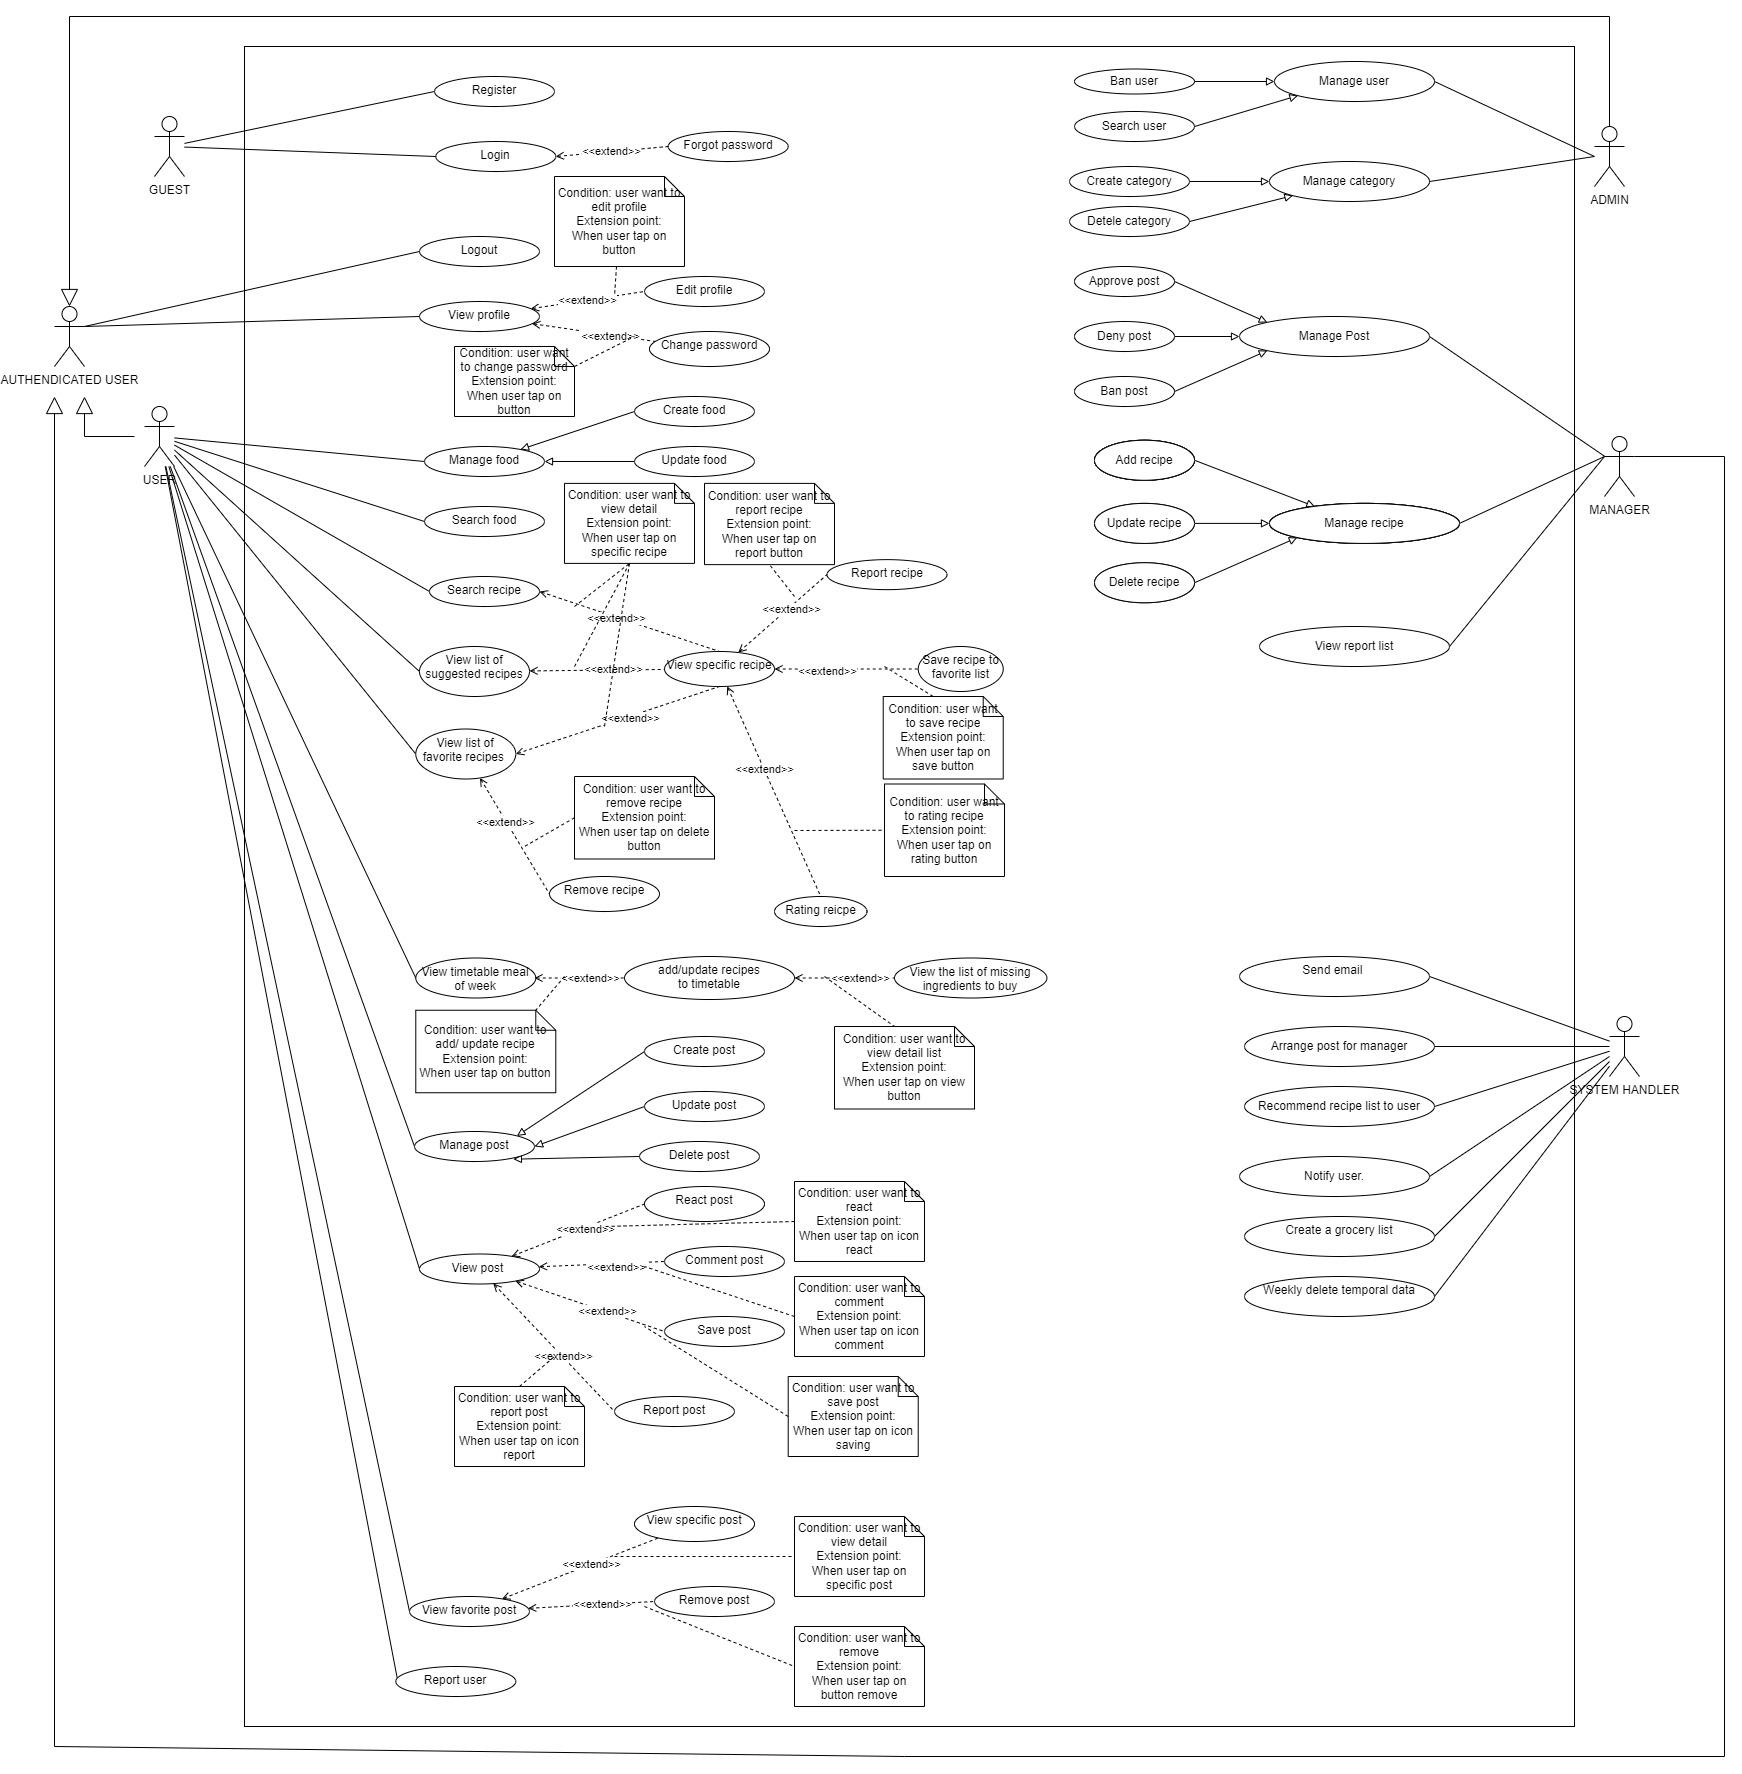 Register
GUEST
Login
<<extend>>
Forgot password
Condition: user want to
edit profile
Extension point:
When user tap on
button
Logout
AUTHENDICATED USER
View profile
<<extend>>
Edit profile
<<extend>>
Change password
Condition: user want
to change password
Extension point:
When user tap on
button
USER
Manage food
Create food
Update food
Search food
Condition: user want to
view detail
Extension point:
When user tap on
specific recipe
Condition: user want to
report recipe
Extension point:
When user tap on
report button
Report recipe
Search recipe
<<extend>>
<<extend>>
View list of
suggested recipes
<<extend>>
View specific recipe
<<extend>>
Save recipe to
favorite list
<<extend>>
View list of
favorite recipes
Condition: user want
to save recipe
Extension point:
When user tap on
save button
<<extend>>
Condition: user want to
remove recipe
Extension point:
When user tap on delete
button
Condition: user want
to rating recipe
Extension point:
When user tap on
rating button
<<extend>>
Remove recipe
Rating reicpe
View timetable meal
of week
<<extend>>
add/update recipes
to timetable
<<extend>>
View the list of missing
ingredients to buy
Condition: user want to
add/ update recipe
Extension point:
When user tap on button
Condition: user want to
view detail list
Extension point:
When user tap on view
button
Create post
Update post
Manage post
Delete post
React post
<<extend>>
Condition: user want to
react
Extension point:
When user tap on icon
react
View post
<<extend>>
Comment post
Condition: user want to
comment
Extension point:
When user tap on icon
comment
<<extend>>
Save post
<<extend>>
Condition: user want to
save post
Extension point:
When user tap on icon
saving
Condition: user want to
report post
Extension point:
When user tap on icon
report
Report post
View specific post
<<extend>>
Condition: user want to
view detail
Extension point:
When user tap on
specific post
View favorite post
<<extend>>
Remove post
Condition: user want to
remove
Extension point:
When user tap on
button remove
Report user
Ban user
Manage user
Search user
ADMIN
Create category
Manage category
Detele category
Approve post
Deny post
Manage Post
Ban post
MANAGER
Add recipe
Update recipe
Manage recipe
Delete recipe
View report list
Send email
Arrange post for manager
SYSTEM HANDLER
Recommend recipe list to user
Notify user.
Create a grocery list
Weekly delete temporal data